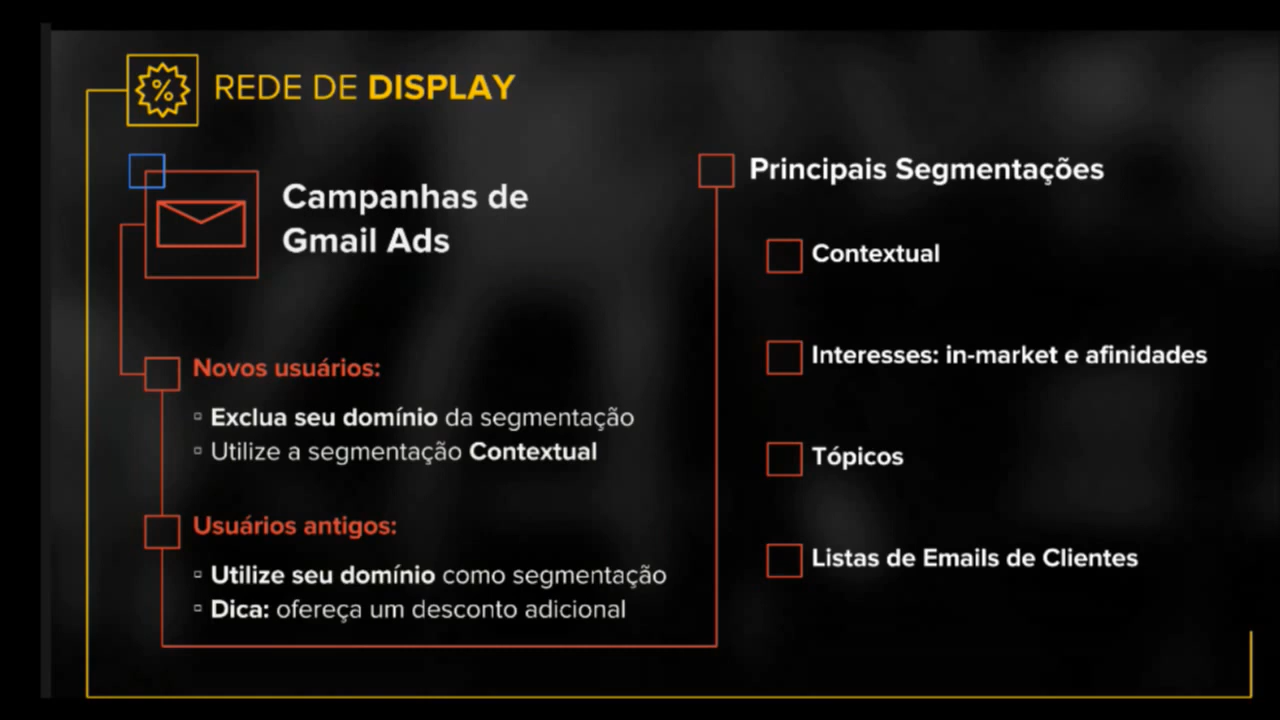 REDE DE DISPLAY
Campanhas de
Gmail Ads
Novos usuários:
Exclua seu domínio da segmentação
Utilize a segmentação Contextual
Usuários antigos:
Utilize seu domínio como segmentação
Dica: ofereça um desconto adicional
Principais Segmentações
Contextual
Interesses: in-market e afinidades
Tópicos
Listas de Emails de Clientes